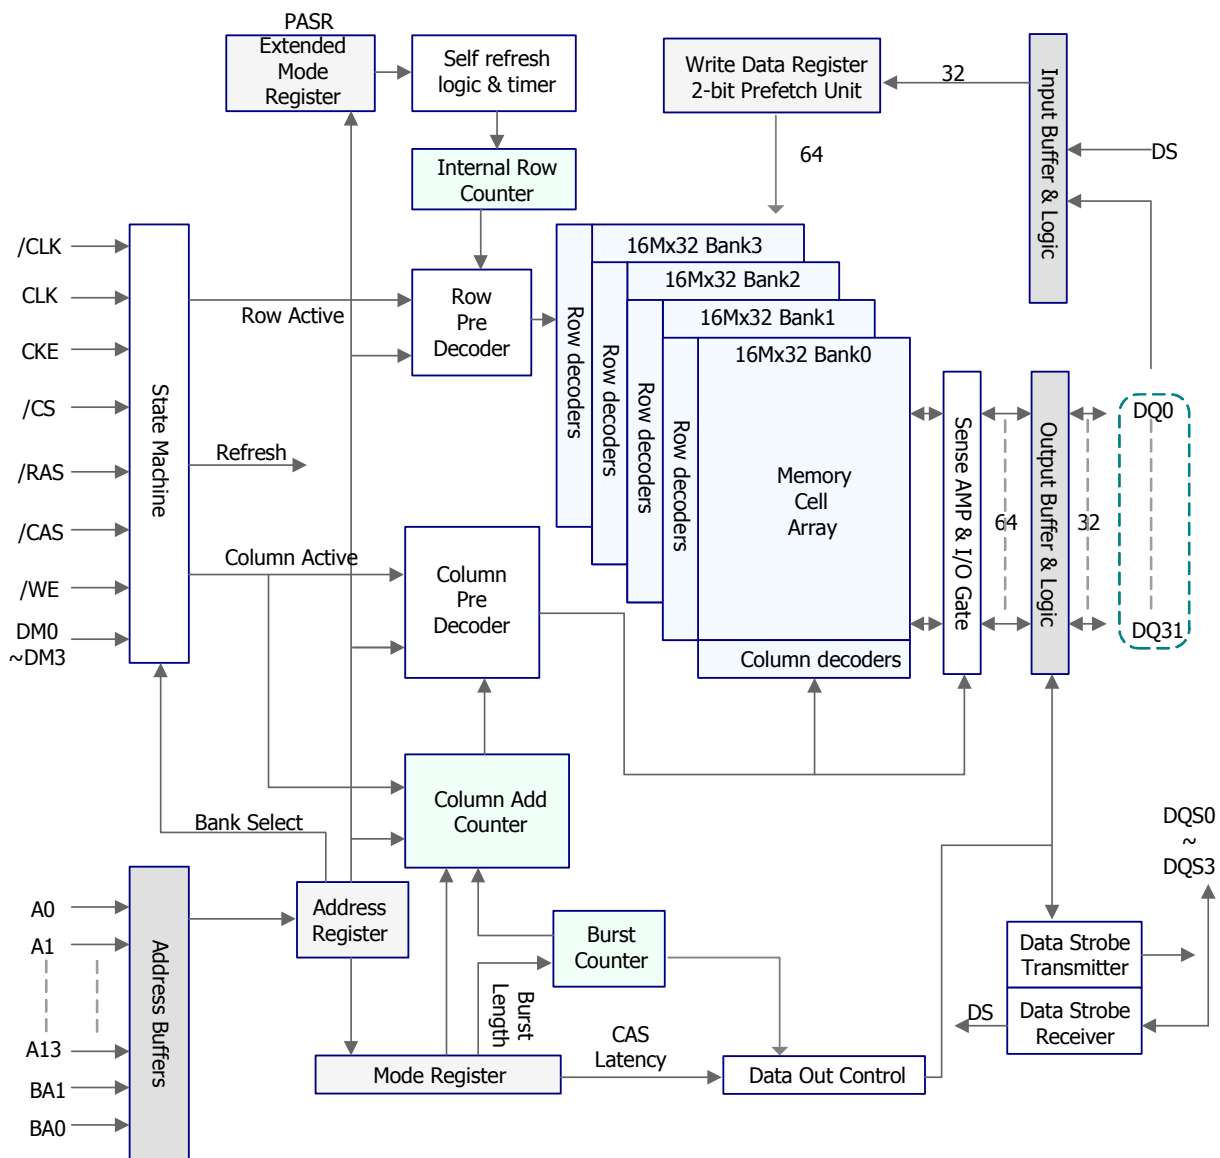 PASR
Extended
Mode
Register
Self refresh
logic & timer
Write Data Register
2-bit Prefetch Unit
32
Input Buffer & Logic
DS
64
Internal Row
Counter
/CLK
CLK
CKE
/CS
/RAS
/CAS
/WE
DM0
~DM3
State Machine
Row Active
Refresh
Column Active
Row
Pre
Decoder
Row decoders
Row decoders
Row decoders
Row decoders
16Mx32 Bank3
16Mx32 Bank2
16Mx32 Bank1
16Mx32 Bank0
Memory
Cell
Array
Column decoders
Sense AMP & I/O Gate
64
Output Buffer & Logic
32
DQ0
DQ31
Column
Pre
Decoder
Column Add
Counter
Bank Select
A0
A1
A13
BA1
BA0
Address Buffers
Address
Register
Burst
Counter
Burst
Length
Mode Register
CAS
Latency
Data Out Control
DQS0
~
DQS3
Data Strobe
Transmitter
Data Strobe
Receiver
DS